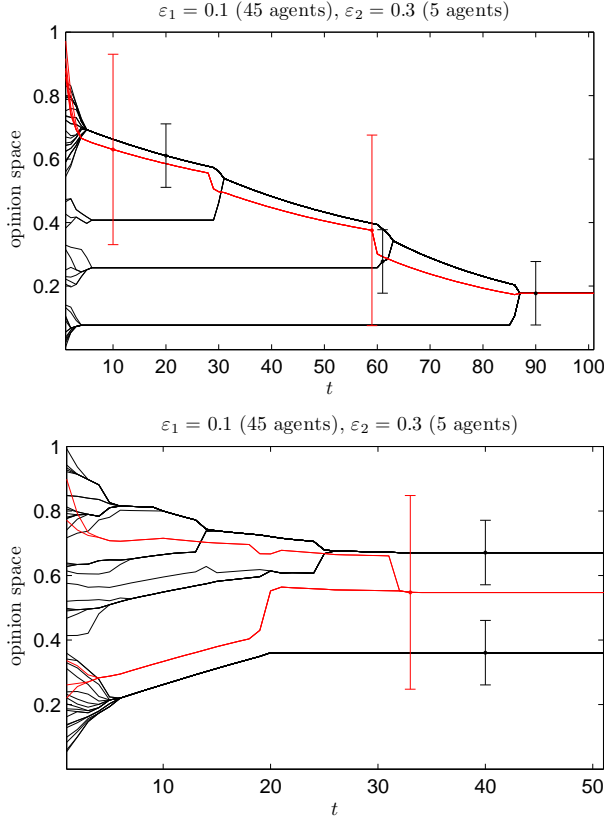 ε₁ = 0.1 (45 agents), ε₂ = 0.3 (5 agents)
1
0.8
0.6
0.4
0.2
opinion space
10 20 30 40 50 60 70 80 90 100
t
ε₁ = 0.1 (45 agents), ε₂ = 0.3 (5 agents)
1
0.8
0.6
0.4
0.2
opinion space
10 20 30 40 50
t